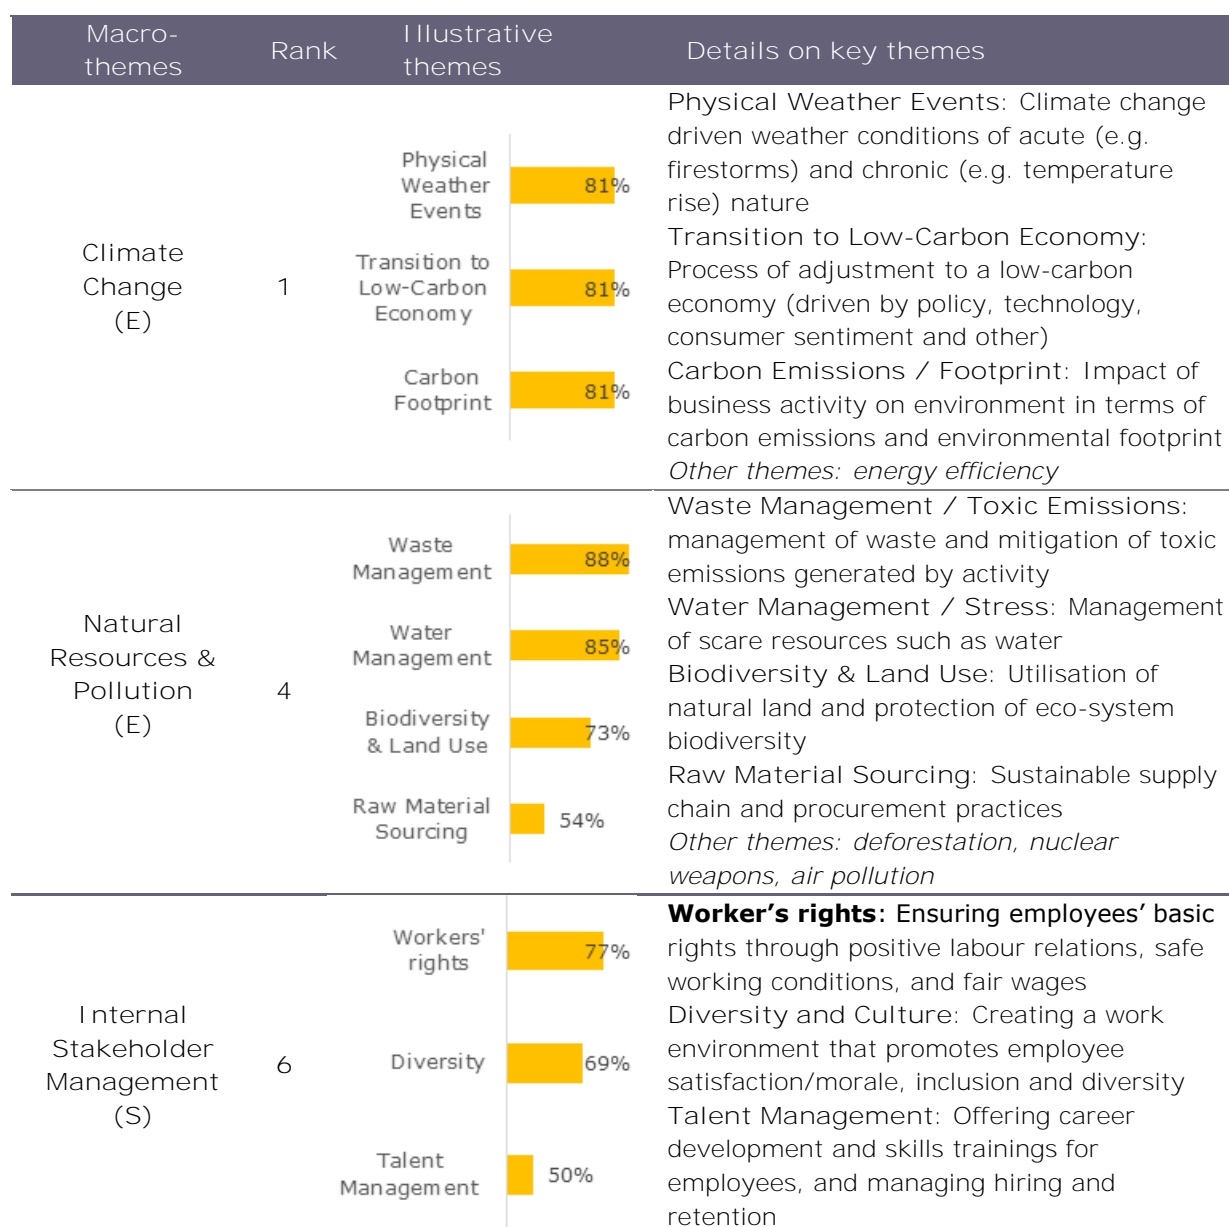 Macro-
themes
Rank
Illustrative
themes
Details on key themes
Climate
Change
(E)
1
Physical
Weather
Events
81%
Transition to
Low-Carbon
Economy
81%
Carbon
Footprint
81%
Physical Weather Events: Climate change
driven weather conditions of acute (e.g.
firestorms) and chronic (e.g. temperature
rise) nature
Transition to Low-Carbon Economy:
Process of adjustment to a low-carbon
economy (driven by policy, technology,
consumer sentiment and other)
Carbon Emissions / Footprint: Impact of
business activity on environment in terms of
carbon emissions and environmental footprint
Other themes: energy efficiency
Natural
Resources &
Pollution
(E)
4
Waste
Management
88%
Water
Management
85%
Biodiversity
& Land Use
73%
Raw Material
Sourcing
54%
Waste Management / Toxic Emissions:
management of waste and mitigation of toxic
emissions generated by activity
Water Management / Stress: Management
of scare resources such as water
Biodiversity & Land Use: Utilisation of
natural land and protection of eco-system
biodiversity
Raw Material Sourcing: Sustainable supply
chain and procurement practices
Other themes: deforestation, nuclear
weapons, air pollution
Internal
Stakeholder
Management
(S)
6
Workers'
rights
77%
Diversity
69%
Talent
Management
50%
Worker’s rights: Ensuring employees’ basic
rights through positive labour relations, safe
working conditions, and fair wages
Diversity and Culture: Creating a work
environment that promotes employee
satisfaction/morale, inclusion and diversity
Talent Management: Offering career
development and skills trainings for
employees, and managing hiring and
retention